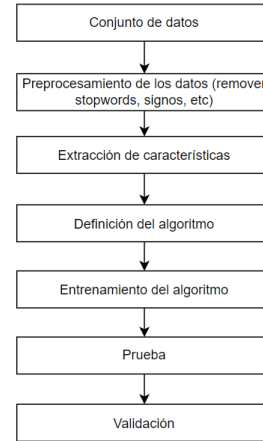 Conjunto de datos
Preprocesamiento de los datos (remover
stopwords, signos, etc)
Extracción de características
Definición del algoritmo
Entrenamiento del algoritmo
Prueba
Validación